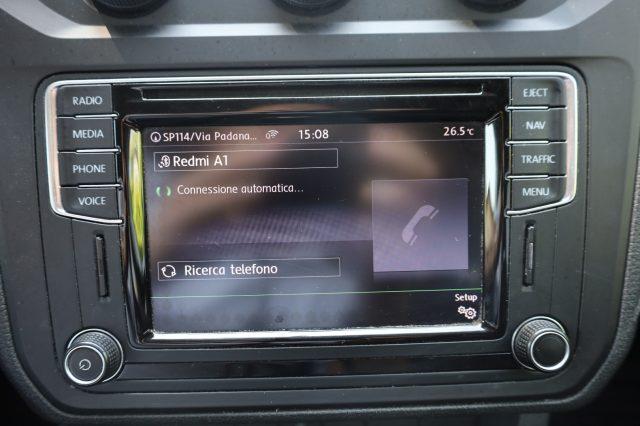 RADIO
MEDIA
PHONE
VOICE
EJECT
NAV
TRAFFIC
MENU
SP114/Via Padana... 15:08 26.5°C
Redmi A1
Connessione automatica...
Ricerca telefono
Setup